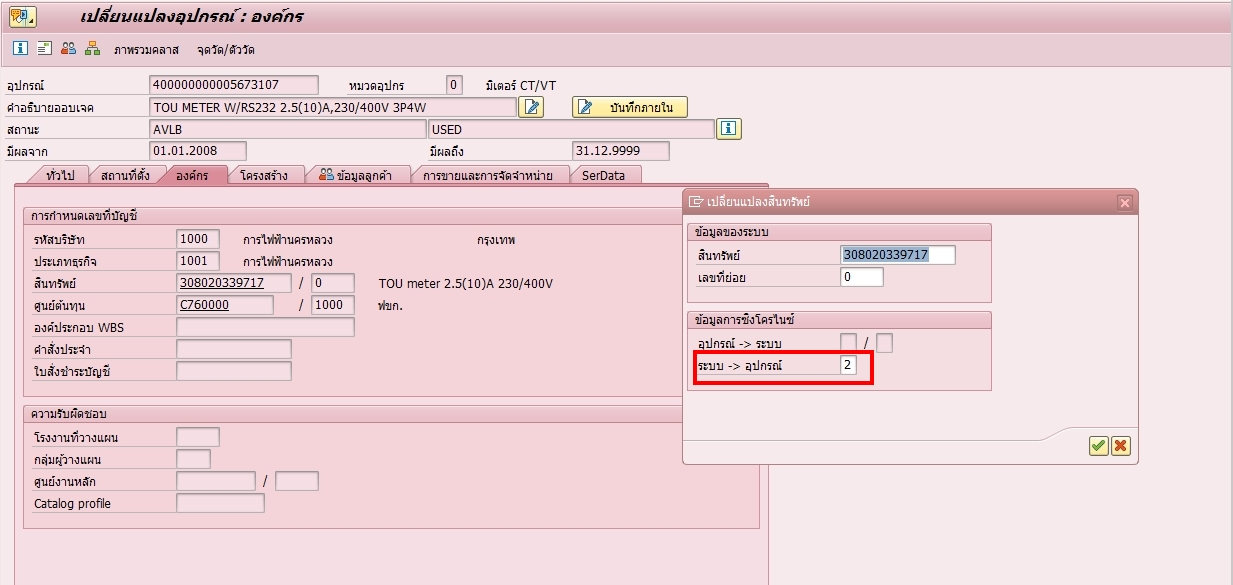 เปลี่ยนแปลงอุปกรณ์ : องค์กร
ภาพรวมคลาส จุดวัด/ตัววัด
อุปกรณ์ 400000000005673107 หมวดอุปกร 0 มิเตอร์ CT/VT
คำอธิบายออบเจค TOU METER W/RS232 2.5(10)A,230/400V 3P4W บันทึกภายใน
สถานะ AVLB USED
มีผลจาก 01.01.2008 มีผลถึง 31.12.9999
ทั่วไป สถานที่ตั้ง องค์กร โครงสร้าง ข้อมูลลูกค้า การขายและการจัดจำหน่าย SerData
การกำหนดเลขที่บัญชี
รหัสบริษัท 1000 การไฟฟ้านครหลวง กรุงเทพ
ประเภทธุรกิจ 1001 การไฟฟ้านครหลวง
สินทรัพย์ 308020339717 / 0 TOU meter 2.5(10)A 230/400V
ศูนย์ต้นทุน C760000 / 1000 ฟขก.
องค์ประกอบ WBS
คำสั่งประจำ
ใบสั่งชำระบัญชี
ความรับผิดชอบ
โรงงานที่วางแผน
กลุ่มผู้วางแผน
ศูนย์งานหลัก /
Catalog profile
เปลี่ยนแปลงสินทรัพย์
ข้อมูลของระบบ
สินทรัพย์ 308020339717
เลขที่ย่อย 0
ข้อมูลการซิงโครไนซ์
อุปกรณ์ -> ระบบ /
ระบบ -> อุปกรณ์ 2